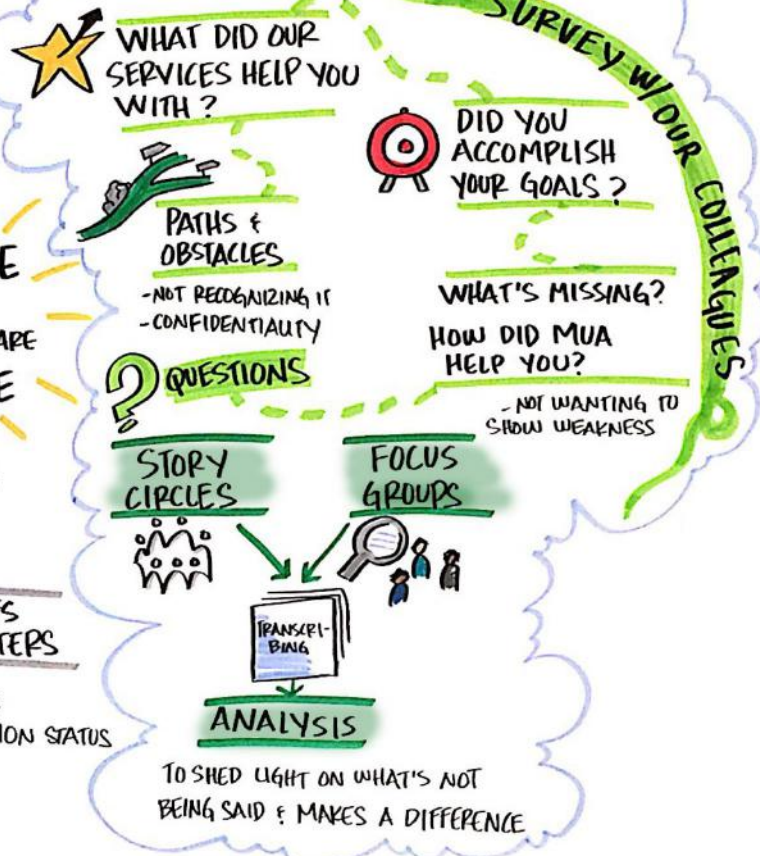 SURVEY W/ OUR COLLEAGUES
WHAT DID OUR
SERVICES HELP YOU
WITH?
DID YOU
ACCOMPLISH
YOUR GOALS?
PATHS &
OBSTACLES
-NOT RECOGNIZING IT
-CONFIDENTIALITY
WHAT'S MISSING?
HOW DID MUA
HELP YOU?
- NOT WANTING TO
SHOW WEAKNESS
? QUESTIONS
STORY
CIRCLES
FOCUS
GROUPS
TRANSCRI-
BING
ANALYSIS
TO SHED LIGHT ON WHAT'S NOT
BEING SAID & MAKES A DIFFERENCE
E
ARE
E
S
TERS
ION STATUS